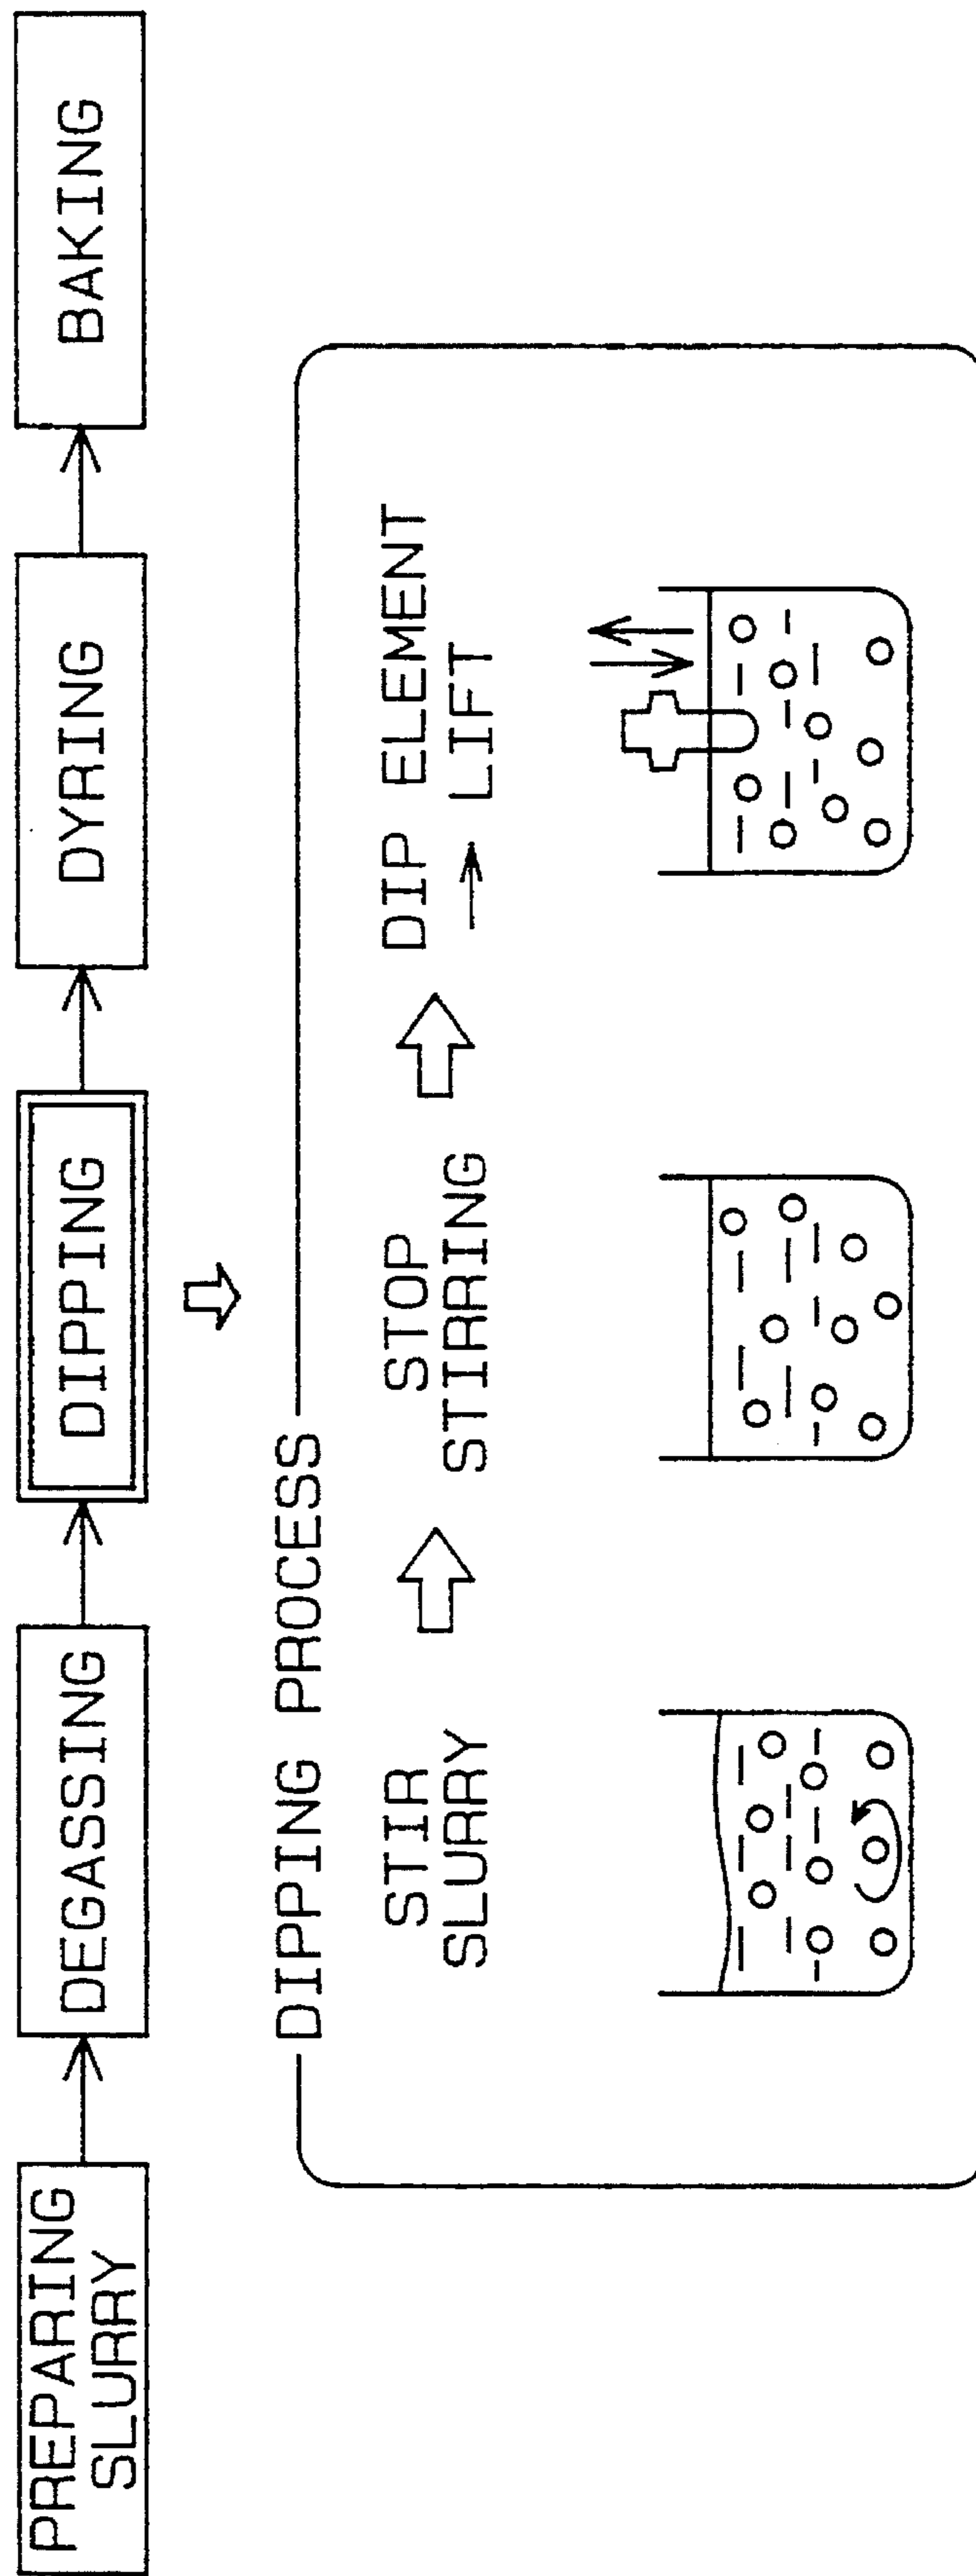 PREPARING
SLURRY
DEGASSING
DIPPING
DYRING
BAKING
DIPPING PROCESS
STIR
SLURRY
STOP
STIRRING
DIP ELEMENT
→ LIFT